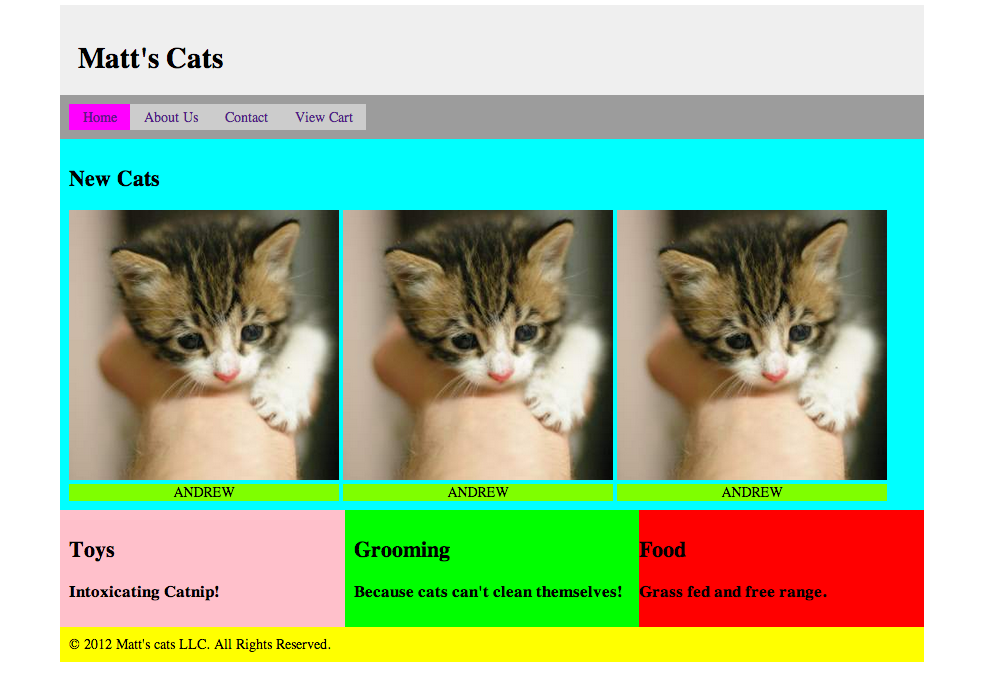 Matt's Cats
Home About Us Contact View Cart
New Cats
ANDREW ANDREW ANDREW
Toys Grooming Food
Intoxicating Catnip! Because cats can't clean themselves! Grass fed and free range.
© 2012 Matt's cats LLC. All Rights Reserved.